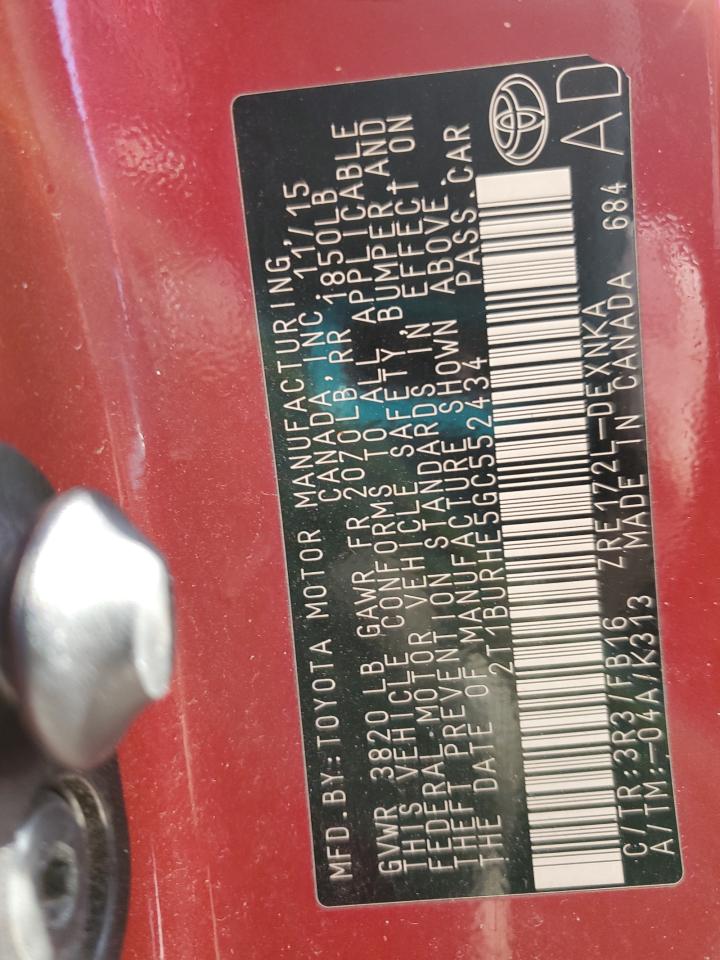 MFD.BY:TOYOTA MOTOR MANUFACTURING,
CANADA,INC. 11/15
GVWR 3820 LB GAWR FR 2070LB,RR 1850LB
THIS VEHICLE CONFORMS TO ALL APPLICABLE
FEDERAL MOTOR VEHICLE SAFETY,BUMPER,AND
THEFT PREVENTION STANDARDS IN EFFECT ON
THE DATE OF MANUFACTURE SHOWN ABOVE.
2T1BURHE5GC552434 PASS.CAR
C/TR:3R3/FB16 ZRE172L-DEXNKA
A/TM:-04A/K313 MADE IN CANADA 684
AD